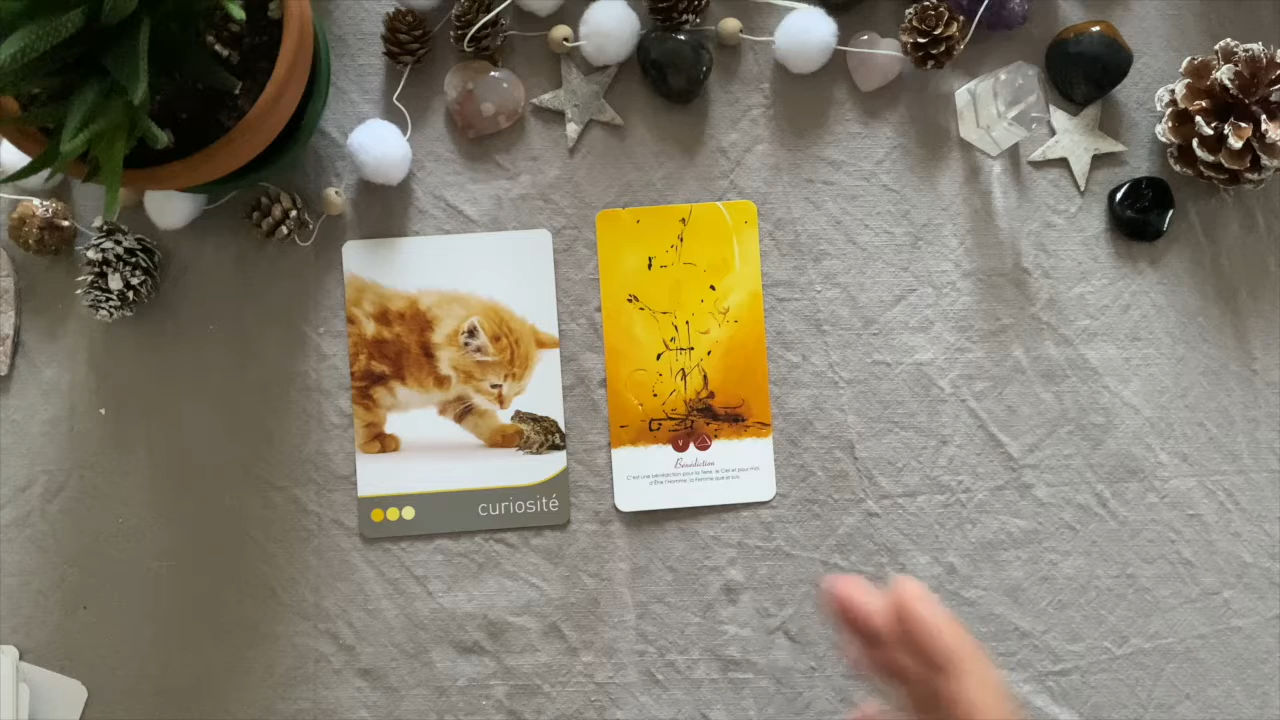 curiosité
V
Bénédiction
C'est une bénédiction pour la Terre, le Ciel et pour moi,
d'Être l'Homme, la Femme que je suis.